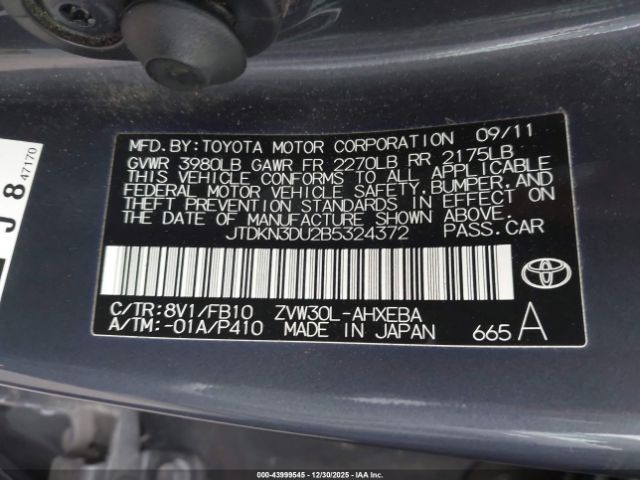 MFD.BY:TOYOTA MOTOR CORPORATION 09/11
GVWR 3980LB GAWR FR 2270LB RR 2175LB
THIS VEHICLE CONFORMS TO ALL APPLICABLE
FEDERAL MOTOR VEHICLE SAFETY, BUMPER, AND
THEFT PREVENTION STANDARDS IN EFFECT ON
THE DATE OF MANUFACTURE SHOWN ABOVE.
JTDKN3DU2B5324372 PASS.CAR
C/TR:8V1/FB10 ZVW30L-AHXEBA
A/TM:-01A/P410 MADE IN JAPAN 665 A
TOYOTA
J 8 47170
00-43999545 - 12/30/2025 - IAA